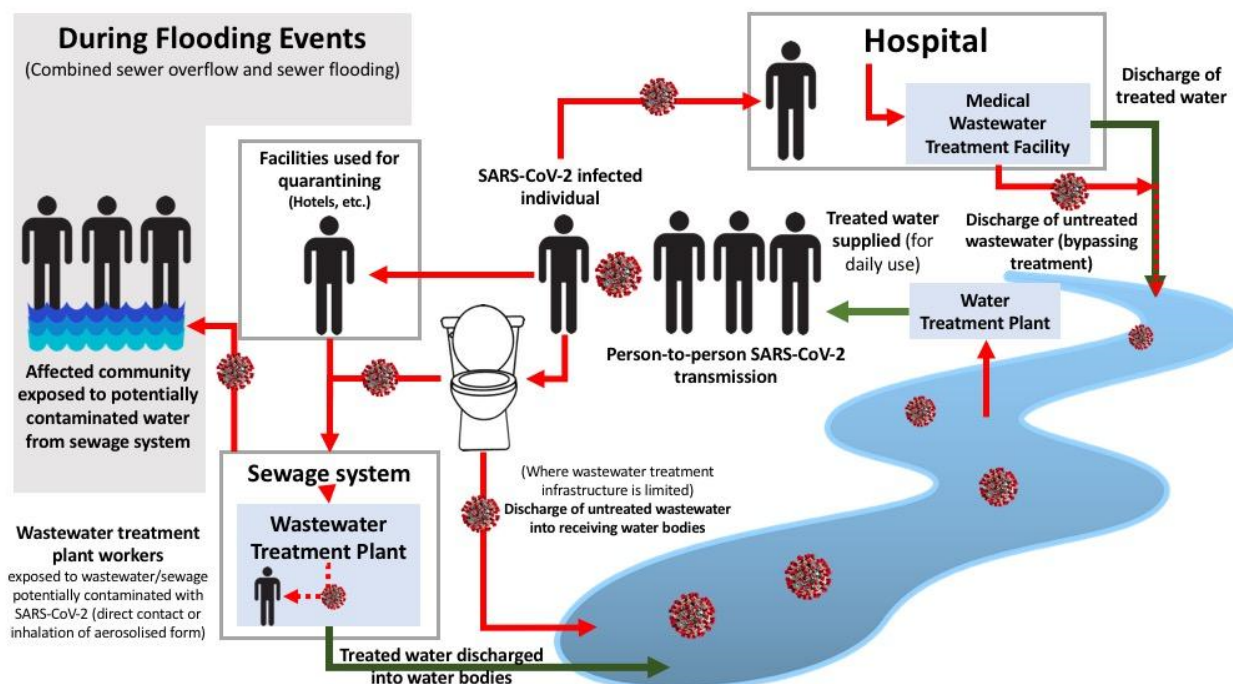 During Flooding Events
(Combined sewer overflow and sewer flooding)
Facilities used for
quarantining
(Hotels, etc.)
SARS-CoV-2 infected
individual
Hospital
Medical
Wastewater
Treatment Facility
Discharge of
treated water
Discharge of untreated
wastewater (bypassing
treatment)
Treated water
supplied (for
daily use)
Water
Treatment Plant
Person-to-person SARS-CoV-2
transmission
Affected community
exposed to potentially
contaminated water
from sewage system
Sewage system
Wastewater
Treatment Plant
(Where wastewater treatment
infrastructure is limited)
Discharge of untreated wastewater
into receiving water bodies
Wastewater treatment
plant workers
exposed to wastewater/sewage
potentially contaminated with
SARS-CoV-2 (direct contact or
inhalation of aerosolised form)
Treated water discharged
into water bodies